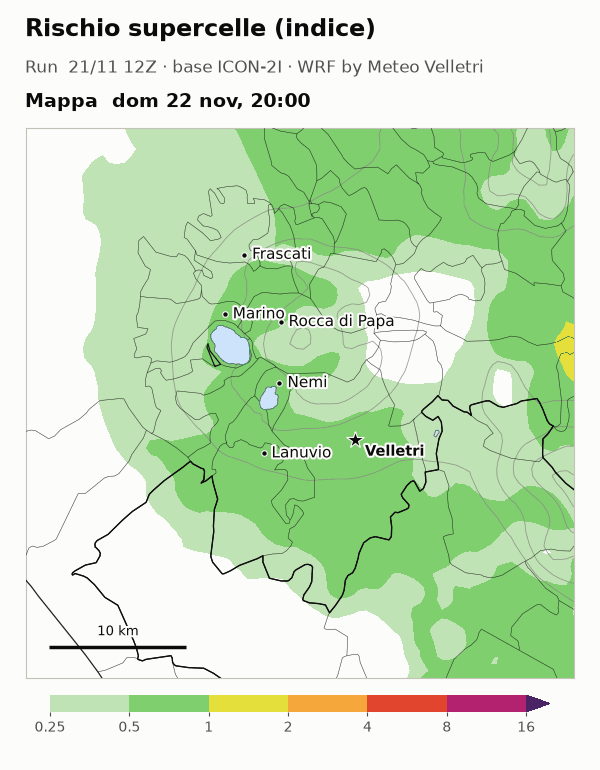 Rischio supercelle (indice)
Run 21/11 12Z · base ICON-2I · WRF by Meteo Velletri
Mappa dom 22 nov, 20:00
Frascati
Marino
Rocca di Papa
Nemi
Velletri
Lanuvio
10 km
0.25 0.5 1 2 4 8 16